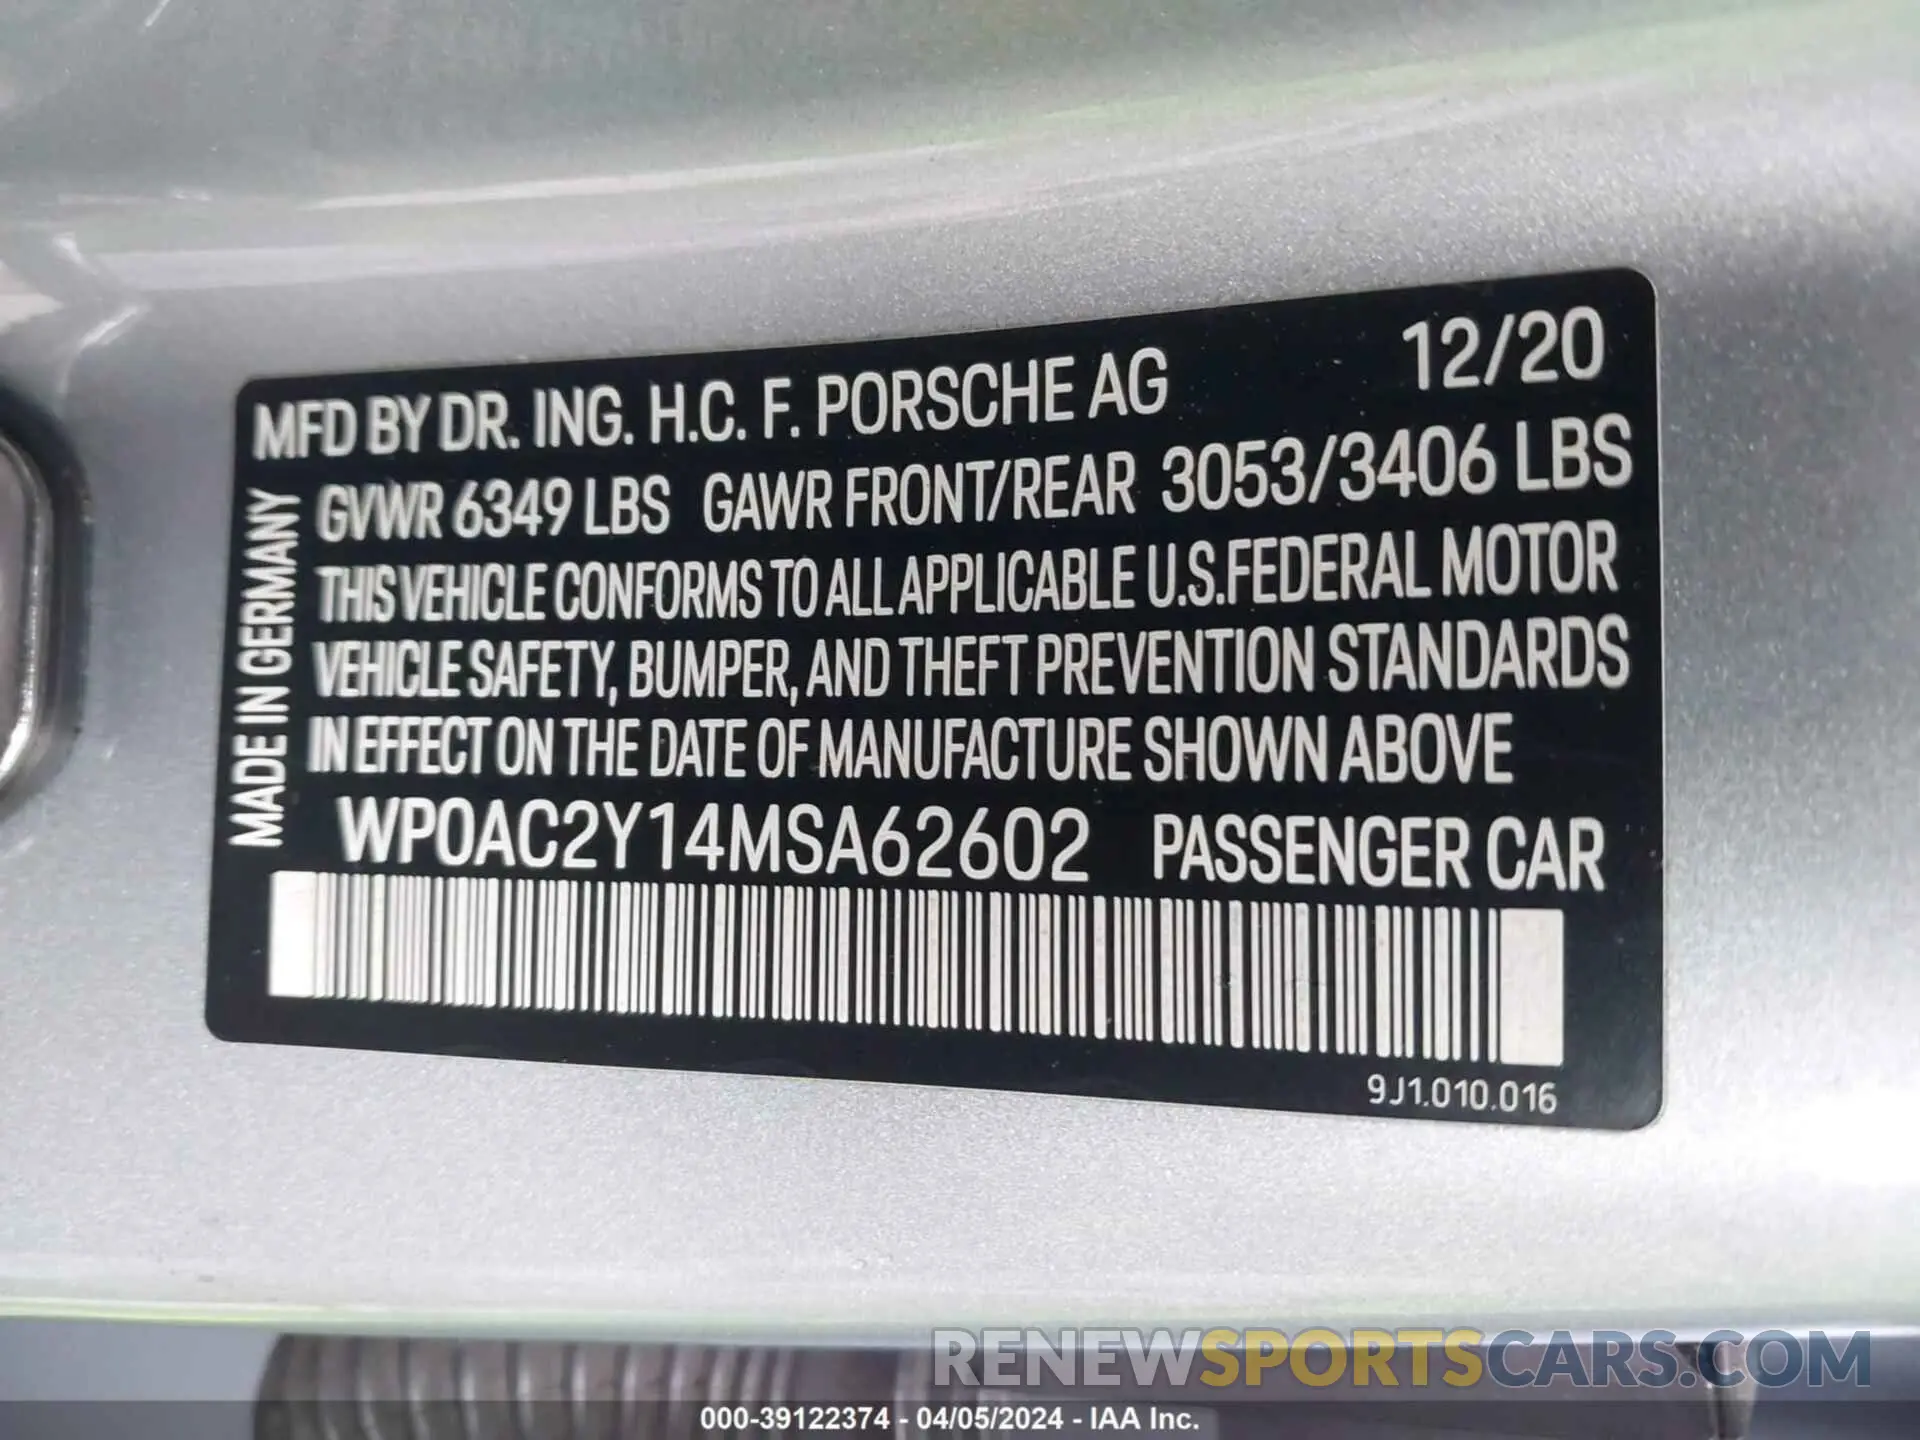 MFD BY DR. ING. H.C. F. PORSCHE AG 12/20
GVWR 6349 LBS GAWR FRONT/REAR 3053/3406 LBS
THIS VEHICLE CONFORMS TO ALL APPLICABLE U.S.FEDERAL MOTOR
VEHICLE SAFETY, BUMPER, AND THEFT PREVENTION STANDARDS
IN EFFECT ON THE DATE OF MANUFACTURE SHOWN ABOVE
WP0AC2Y14MSA62602 PASSENGER CAR
MADE IN GERMANY
9J1.010.016
RENEWSPORTSCARS.COM
000-39122374 - 04/05/2024 - IAA Inc.